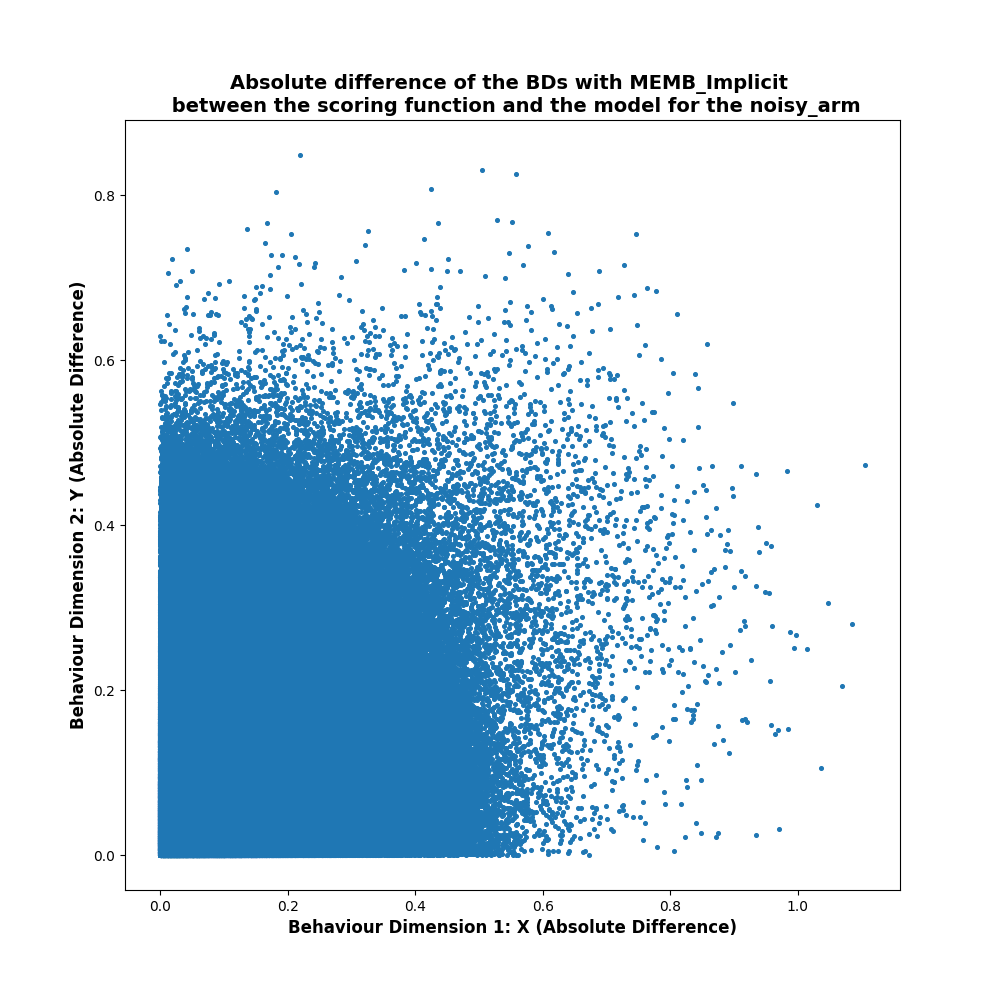 Absolute difference of the BDs with MEMB_Implicit
between the scoring function and the model for the noisy_arm
Behaviour Dimension 2: Y (Absolute Difference)
0.8
0.6
0.4
0.2
0.0
0.0 0.2 0.4 0.6 0.8 1.0
Behaviour Dimension 1: X (Absolute Difference)